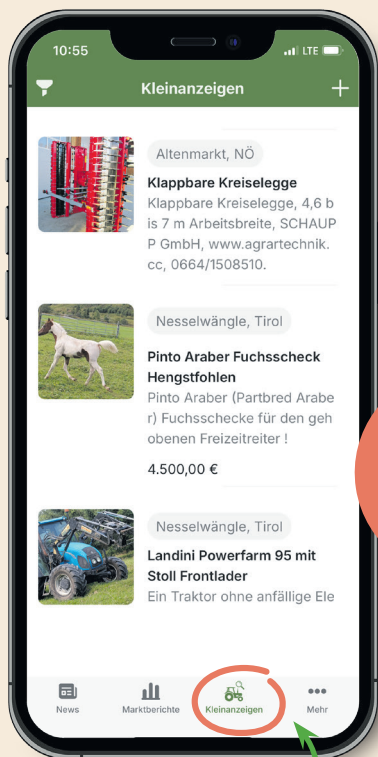 10:55
LTE
Kleinanzeigen
Altenmarkt, NÖ
Klappbare Kreiselegge
Klappbare Kreiselegge, 4,6 b
is 7 m Arbeitsbreite, SCHAUP
P GmbH, www.agrartechnik.
cc, 0664/1508510.
Nesselwängle, Tirol
Pinto Araber Fuchsscheck
Hengstfohlen
Pinto Araber (Partbred Arabe
r) Fuchsschecke für den geh
obenen Freizeitreiter !
4.500,00 €
Nesselwängle, Tirol
Landini Powerfarm 95 mit
Stoll Frontlader
Ein Traktor ohne anfällige Ele
News
Marktberichte
Kleinanzeigen
Mehr